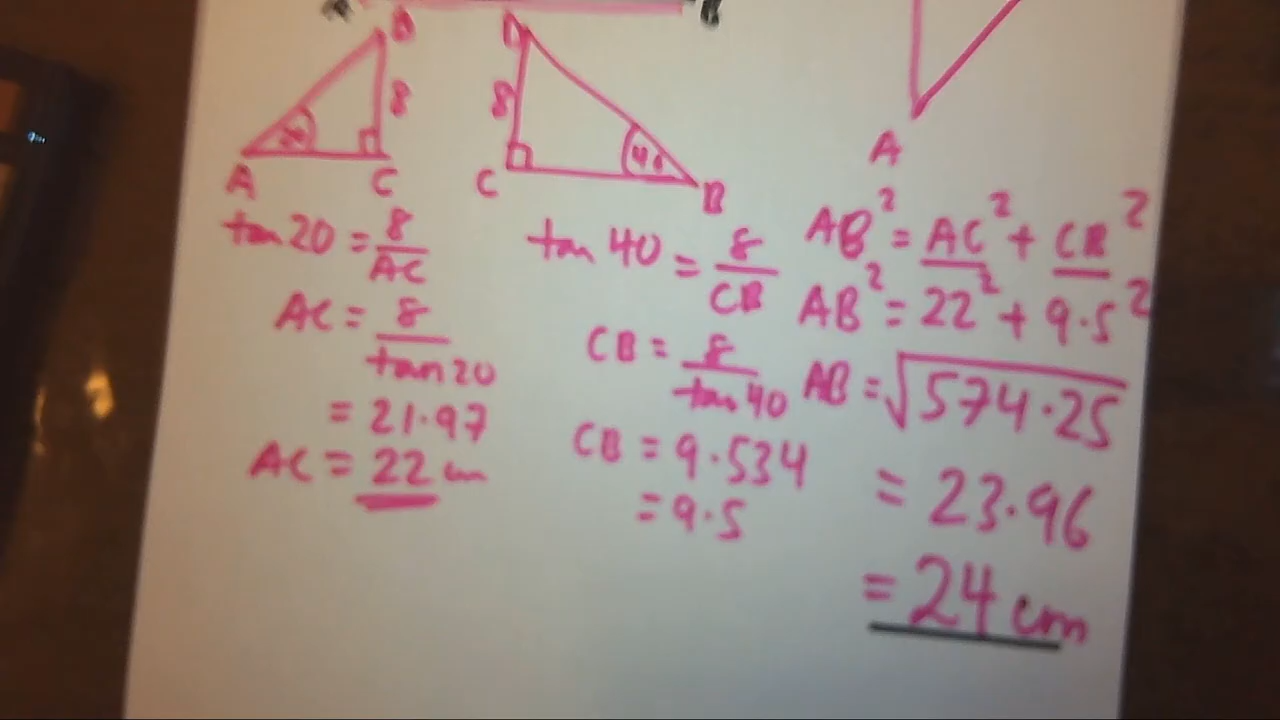 A B
D
8
20
A C
D
8
40
C B
A
tan 20 = 8/AC
AC = 8/tan 20
= 21.97
AC = 22 cm
tan 40 = 8/CB
CB = 8/tan 40
CB = 9.534
= 9.5
AB² = AC² + CB²
AB² = 22² + 9.5²
AB = √574.25
= 23.96
= 24 cm